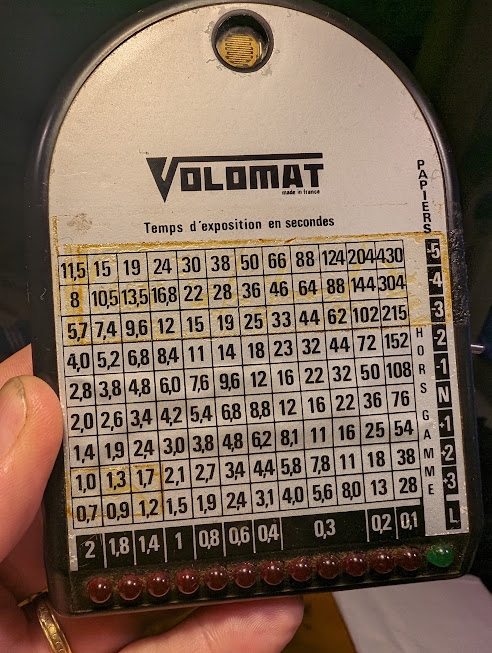 VOLOMAT
made in france
Temps d'exposition en secondes
PAPIERS
11,5 15 19 24 30 38 50 66 88 124 204 430 -5
8 10,5 13,5 16,8 22 28 36 46 64 88 144 304 -4
5,7 7,4 9,6 12 15 19 25 33 44 62 102 215 -3
4,0 5,2 6,8 8,4 11 14 18 23 32 44 72 152 -2
2,8 3,8 4,8 6,0 7,6 9,6 12 16 22 32 50 108 -1
2,0 2,6 3,4 4,2 5,4 6,8 8,8 12 16 22 36 76 N
1,4 1,9 2,4 3,0 3,8 4,8 6,2 8,1 11 16 25 54 +1
1,0 1,3 1,7 2,1 2,7 3,4 4,4 5,8 7,8 11 18 38 +2
0,7 0,9 1,2 1,5 1,9 2,4 3,1 4,0 5,6 8,0 13 28 +3
HORS GAMME
2 1,8 1,4 1 0,8 0,6 0,4 0,3 0,2 0,1 L